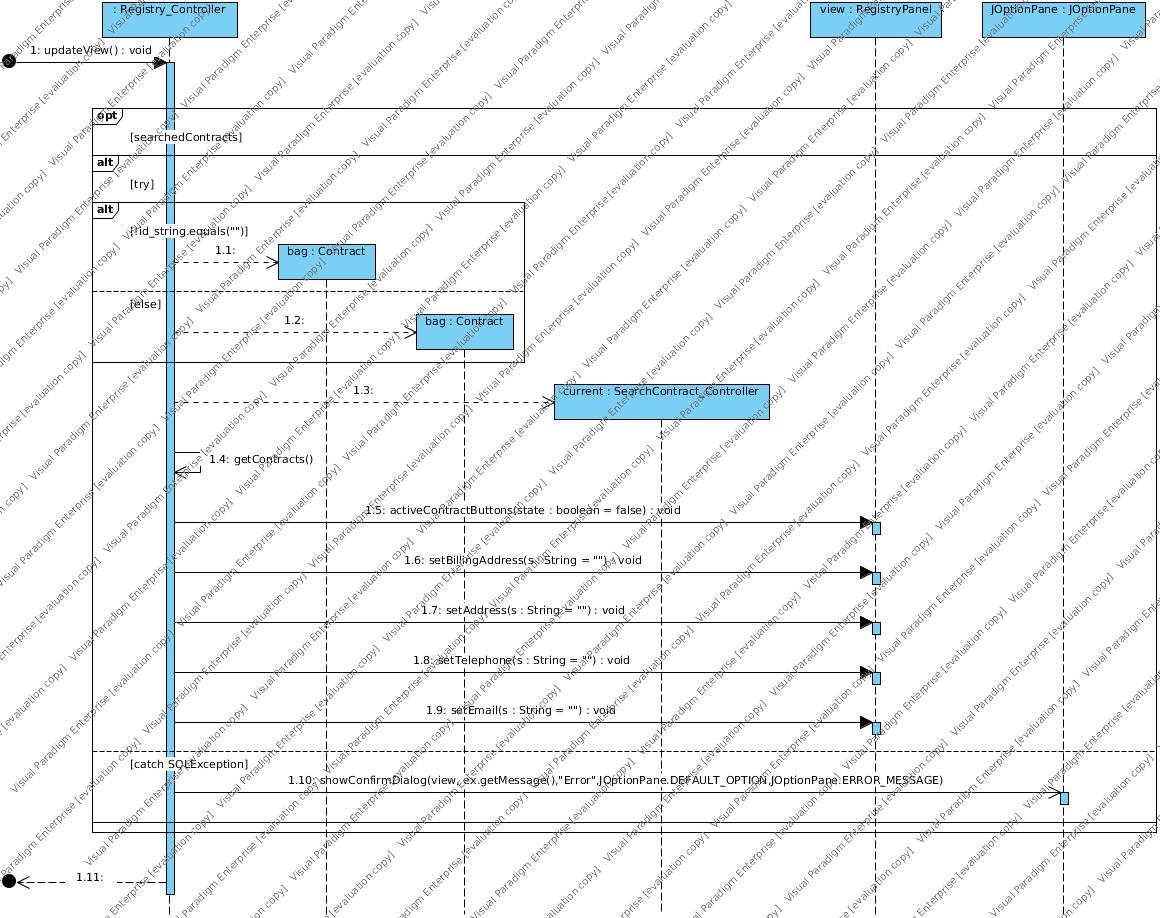 : Registry_Controller
view : RegistryPanel
JOptionPane : JOptionPane
1: updateView() : void
opt
[searchedContracts]
alt
[try]
alt
[!id_string.equals("")]
1.1:
bag : Contract
[else]
1.2:
bag : Contract
1.3:
current : SearchContract_Controller
1.4: getContracts()
1.5: activeContractButtons(state : boolean = false) : void
1.6: setBillingAddress(s : String = "") : void
1.7: setAddress(s : String = "") : void
1.8: setTelephone(s : String = "") : void
1.9: setEmail(s : String = "") : void
[catch SQLException]
1.10: showConfirmDialog(view, ex.getMessage(),"Error",JOptionPane.DEFAULT_OPTION,JOptionPane.ERROR_MESSAGE)
1.11:
Visual Paradigm Enterprise [evaluation copy]